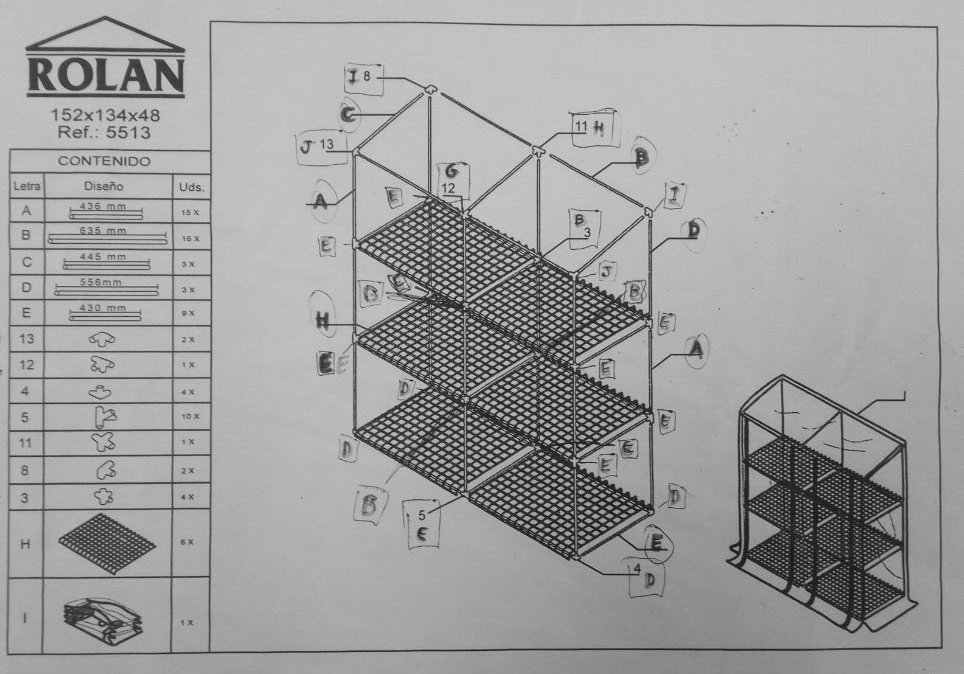 ROLAN
152x134x48
Ref.: 5513
CONTENIDO
Letra Diseño Uds.
A 436 mm 15 X
B 635 mm 16 X
C 445 mm 3 X
D 556mm 3 X
E 430 mm 9 X
13 2 X
12 1 X
4 4 X
5 10 X
11 1 X
8 2 X
3 4 X
H 6 X
I 1 X
I 8
C
11 H
J 13
B
G
12
A
E
I
B
3
D
E
J
B
E
B
E
H
A
E E
E
D
E
E
E
D
B
D
5
E
E
4
D